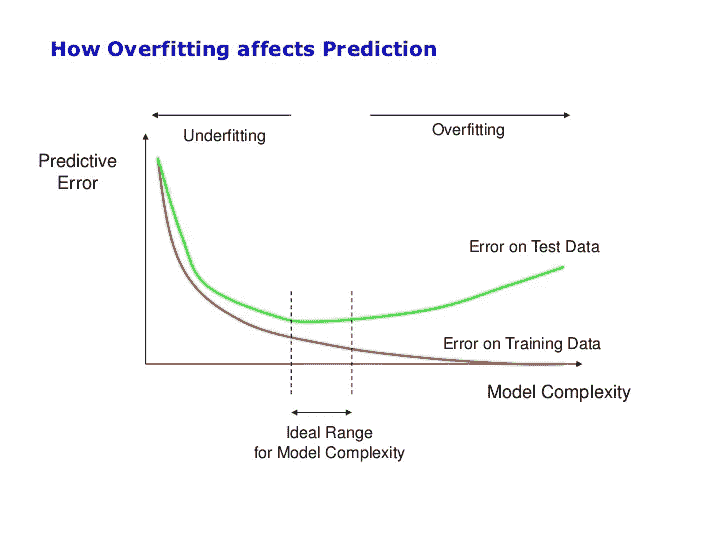 How Overfitting affects Prediction
Underfitting
Overfitting
Predictive
Error
Error on Test Data
Error on Training Data
Model Complexity
Ideal Range
for Model Complexity